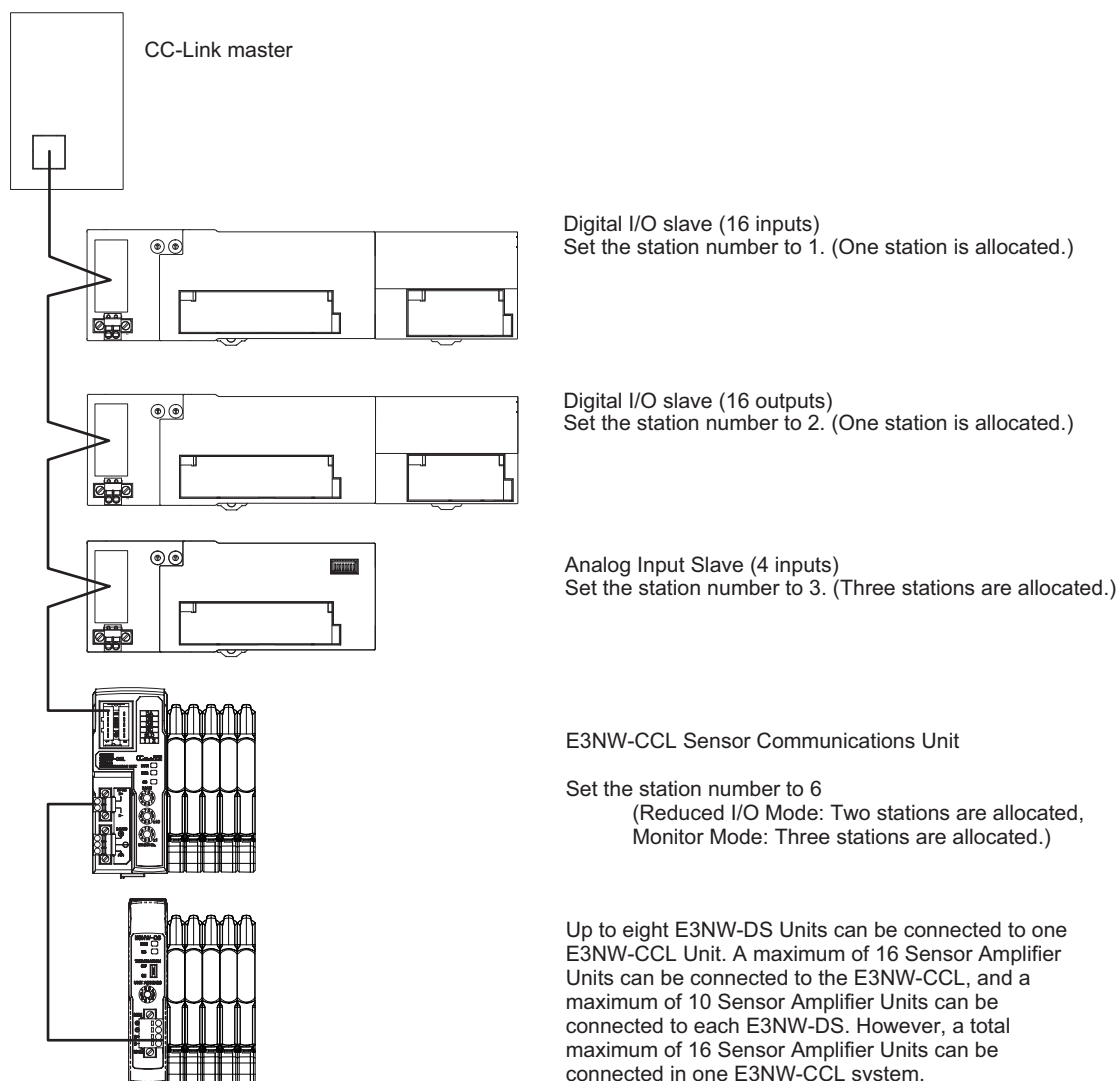 CC-Link master
Digital I/O slave (16 inputs)
Set the station number to 1. (One station is allocated.)
Digital I/O slave (16 outputs)
Set the station number to 2. (One station is allocated.)
Analog Input Slave (4 inputs)
Set the station number to 3. (Three stations are allocated.)
E3NW-CCL Sensor Communications Unit
Set the station number to 6
(Reduced I/O Mode: Two stations are allocated,
Monitor Mode: Three stations are allocated.)
E3NW-DS
Up to eight E3NW-DS Units can be connected to one
E3NW-CCL Unit. A maximum of 16 Sensor Amplifier
Units can be connected to the E3NW-CCL, and a
maximum of 10 Sensor Amplifier Units can be
connected to each E3NW-DS. However, a total
maximum of 16 Sensor Amplifier Units can be
connected in one E3NW-CCL system.